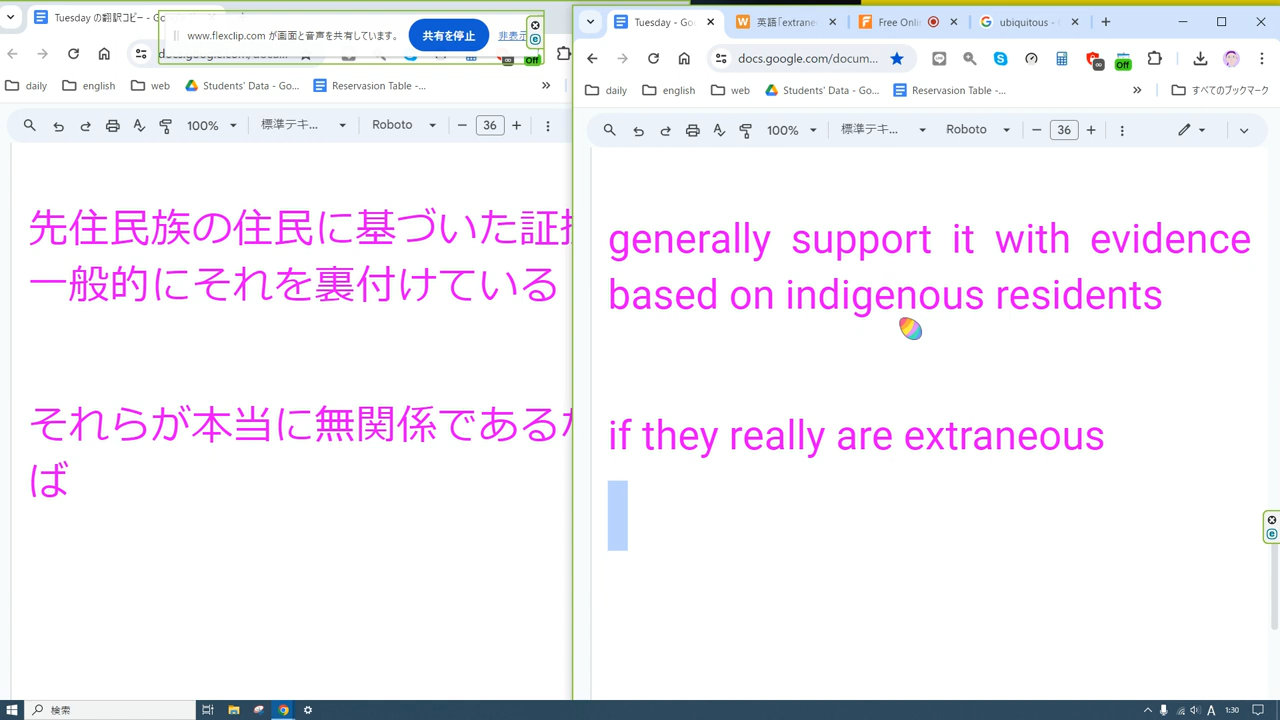 Tuesday の翻訳コピー - Go
www.flexclip.com が画面と音声を共有しています。
共有を停止
非表示
daily
english
web
Students' Data - Go...
Reservasion Table -...
»
100%
標準テキ...
Roboto
36
先住民族の住民に基づいた証
一般的にそれを裏付けている
それらが本当に無関係である
ば
Tuesday - Go
英語「extrane
Free Onli
ubiquitous -
docs.google.com/docum...
Off
daily
english
web
Students' Data - Go...
Reservasion Table -...
»
すべてのブックマーク
100%
標準テキ...
Roboto
36
generally support it with evidence
based on indigenous residents
if they really are extraneous
検索
A
1:30